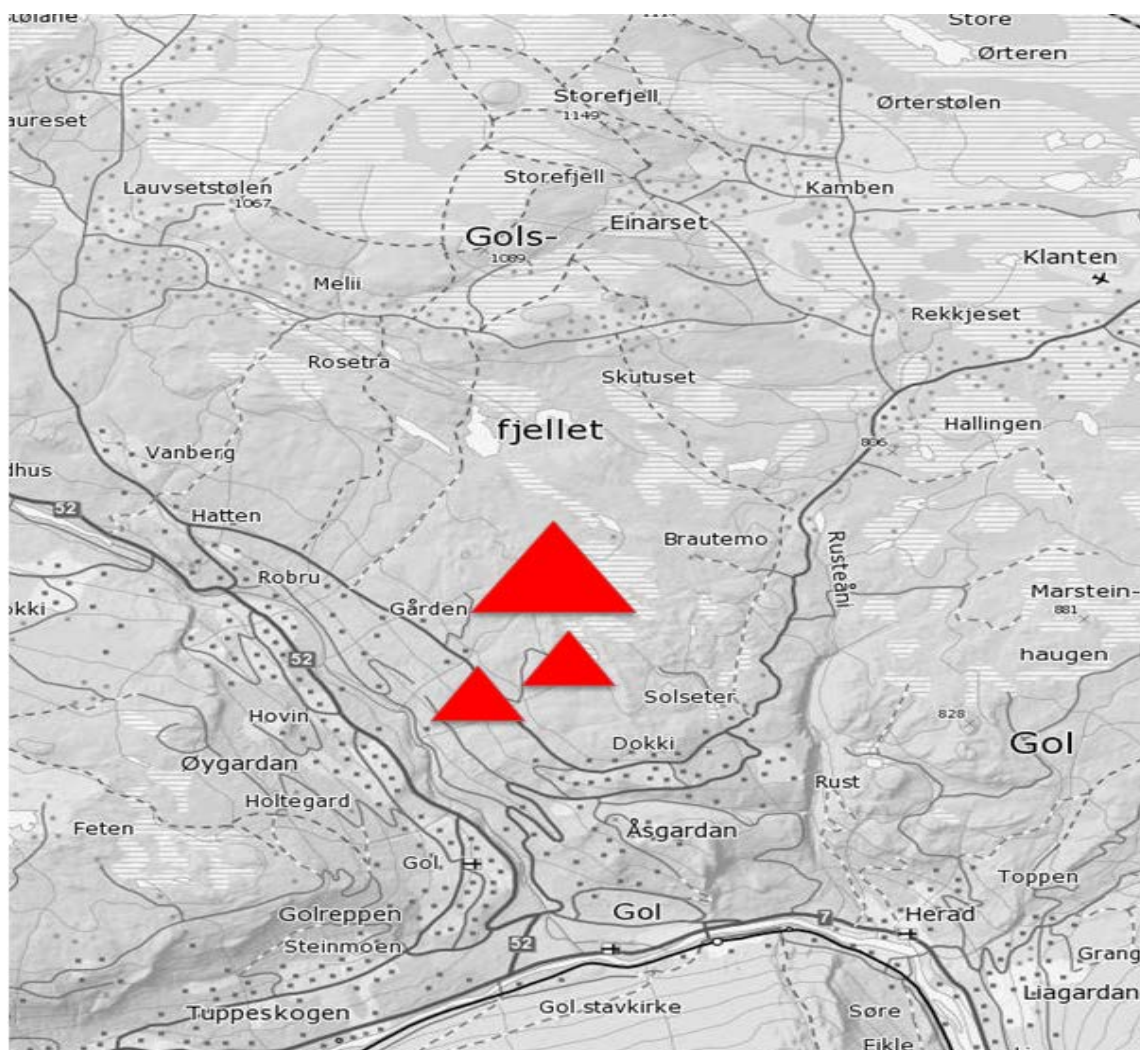 Store
Ørteren
Storefjell
1149
Ørterstølen
Lauvsetstølen
1067
Storefjell
Kamben
Einarset
Gols-
1089
Klanten
Melii
Rekkjeset
Rosetra
Skutuset
fjellet
Hallingen
806
Vanberg
52
Hatten
Brautemo
Rusteåni
Robru
Gården
Marstein-
881
52
haugen
Solseter
Hovin
828
Dokki
Gol
Øygardan
Rust
Holtegard
Feten
Åsgardan
Gol
Toppen
Golreppen
Gol
7
Herad
Steinmoen
52
Grang
Liagardan
Tuppeskogen
Gol stavkirke
Søre